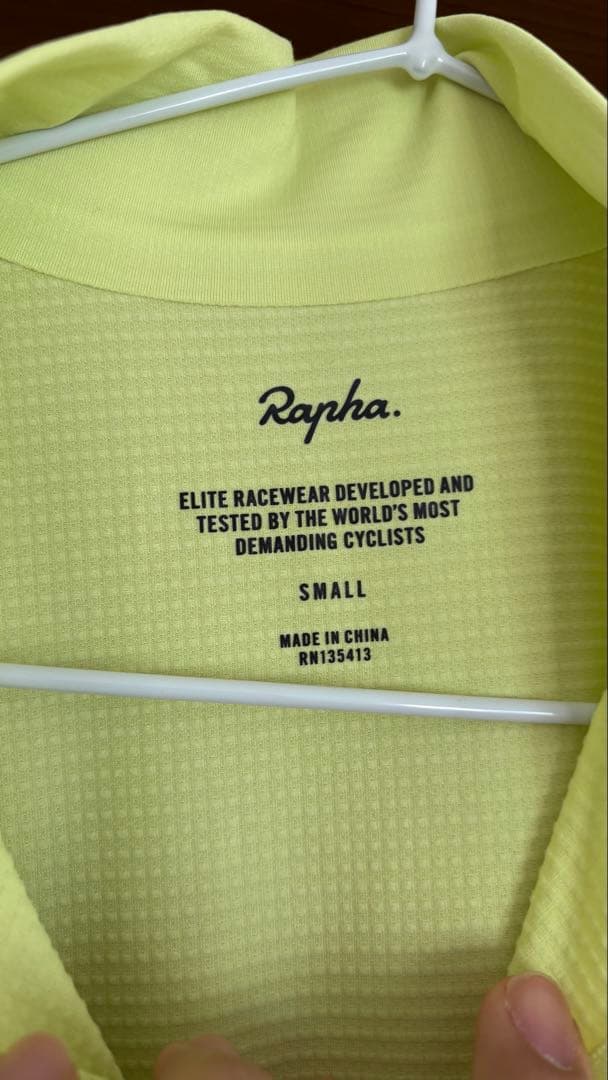 Rapha.
ELITE RACEWEAR DEVELOPED AND
TESTED BY THE WORLD'S MOST
DEMANDING CYCLISTS
SMALL
MADE IN CHINA
RN135413